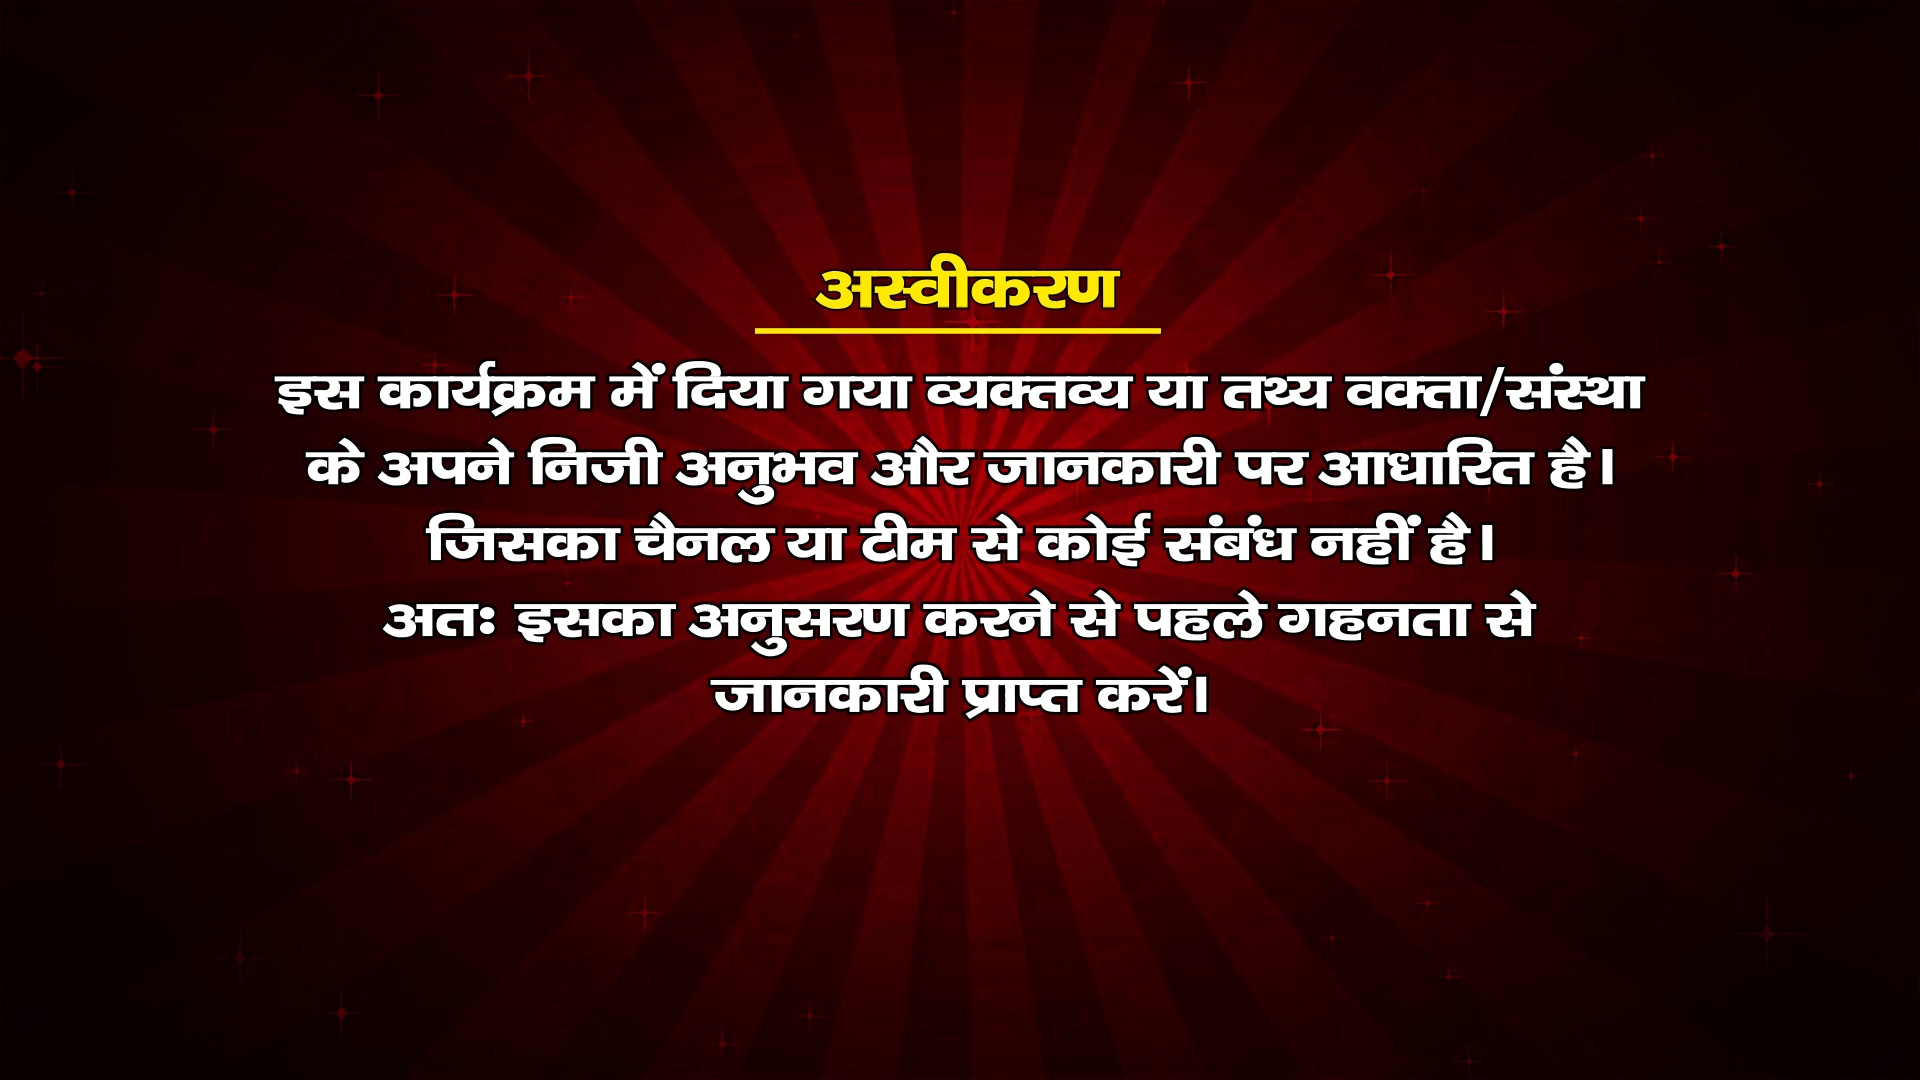 अस्वीकरण
इस कार्यक्रम में दिया गया व्यक्तव्य या तथ्य वक्ता/संस्था
के अपने निजी अनुभव और जानकारी पर आधारित है।
जिसका चैनल या टीम से कोई संबंध नहीं है।
अतः इसका अनुसरण करने से पहले गहनता से
जानकारी प्राप्त करें।